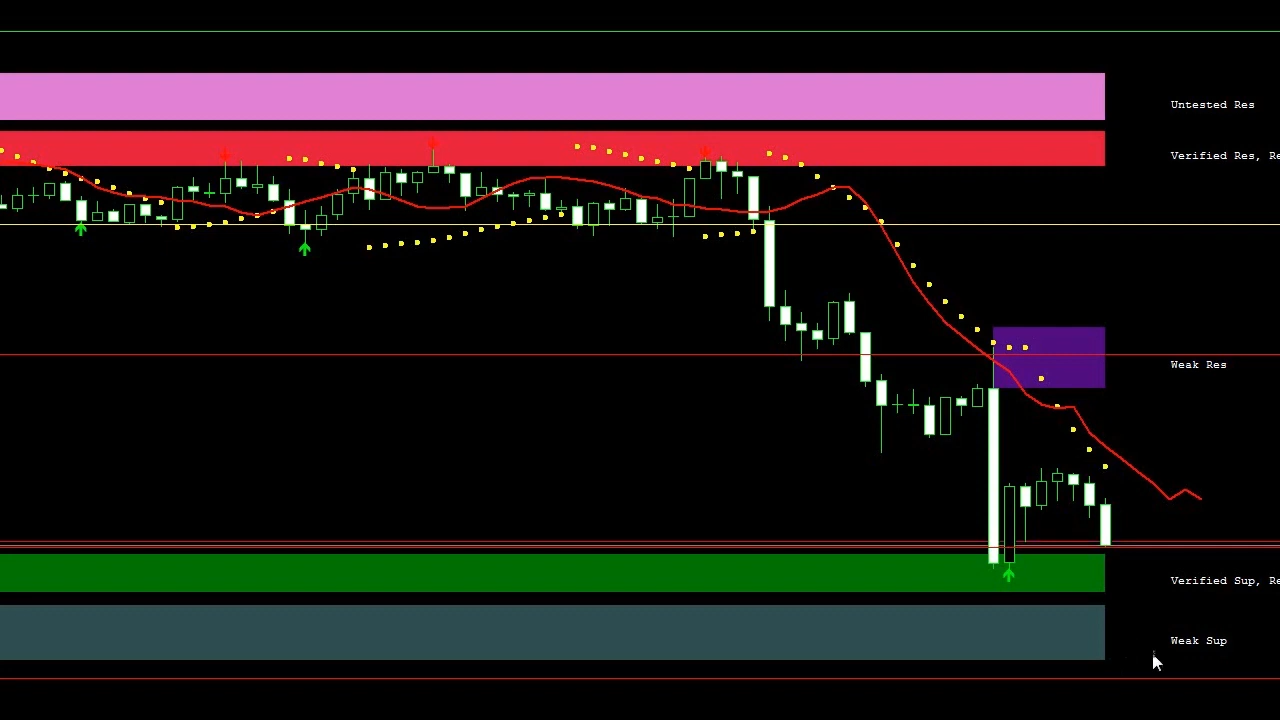 Untested Res
Verified Res, Re
Weak Res
Verified Sup, Re
Weak Sup